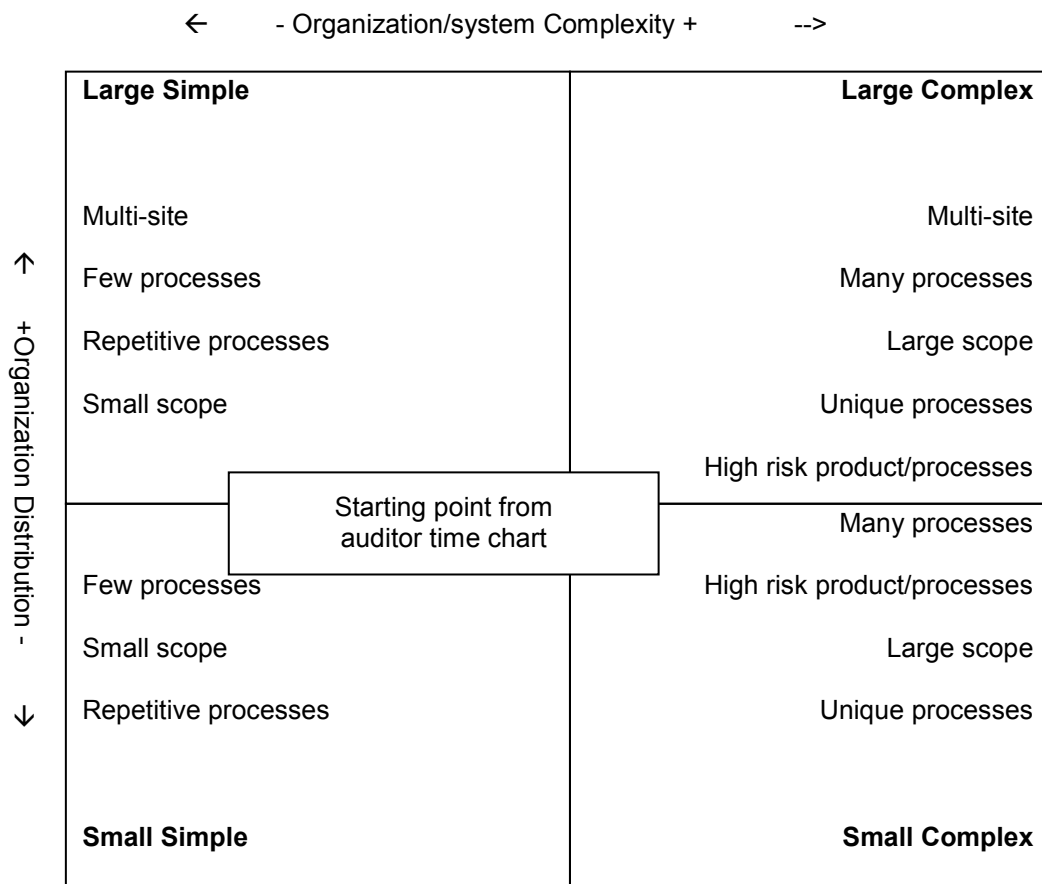 ← - Organization/system Complexity + -->
Large Simple
Large Complex
Multi-site
Few processes
Repetitive processes
Small scope
Multi-site
Many processes
Large scope
Unique processes
High risk product/processes
← +Organization Distribution - →
Starting point from
auditor time chart
Few processes
Small scope
Repetitive processes
Small Simple
Many processes
High risk product/processes
Large scope
Unique processes
Small Complex